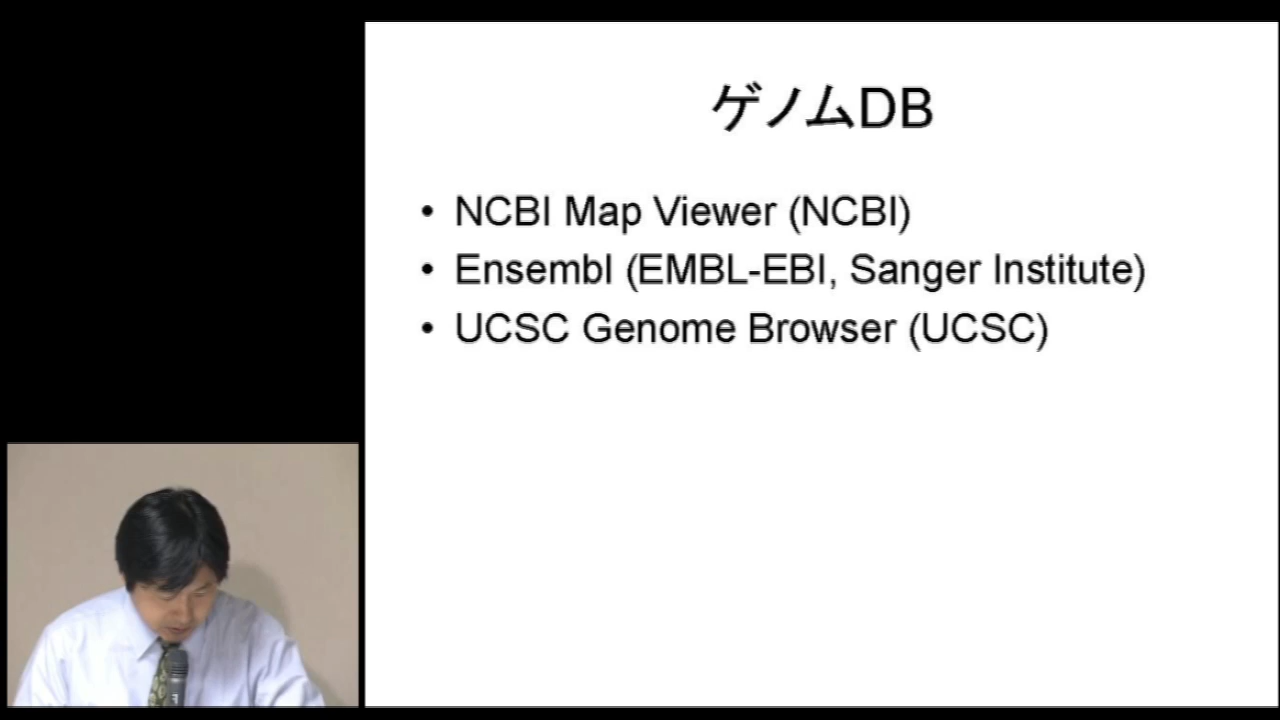 ゲノムDB
• NCBI Map Viewer (NCBI)
• Ensembl (EMBL-EBI, Sanger Institute)
• UCSC Genome Browser (UCSC)